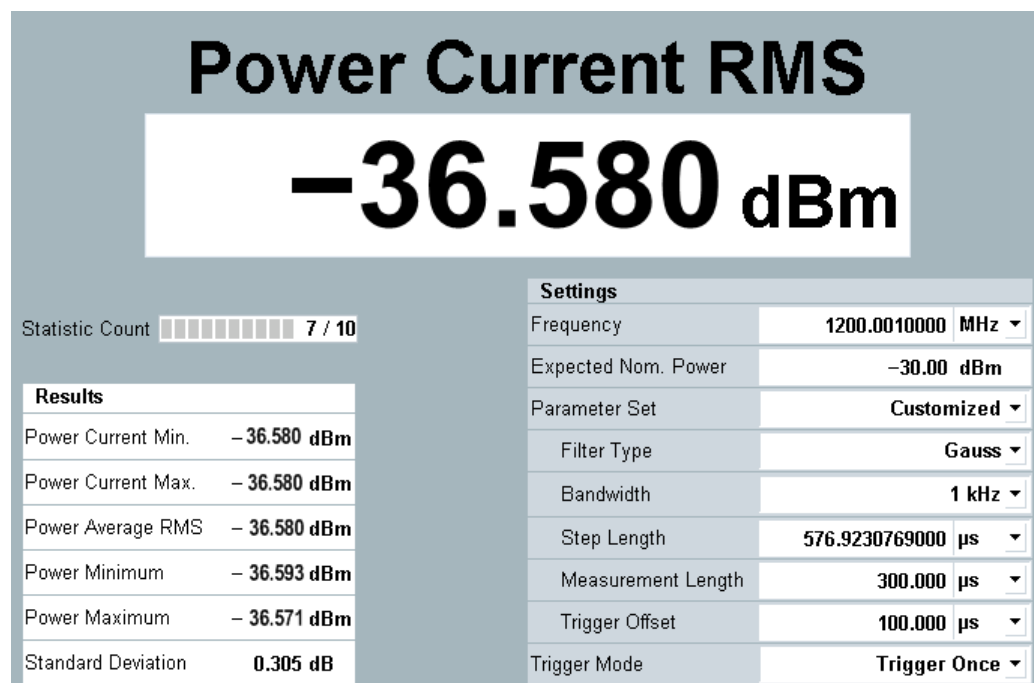 Power Current RMS
−36.580 dBm
Statistic Count 7 / 10
Results
Power Current Min. − 36.580 dBm
Power Current Max. − 36.580 dBm
Power Average RMS − 36.580 dBm
Power Minimum − 36.593 dBm
Power Maximum − 36.571 dBm
Standard Deviation 0.305 dB
Settings
Frequency 1200.0010000 MHz
Expected Nom. Power −30.00 dBm
Parameter Set Customized
Filter Type Gauss
Bandwidth 1 kHz
Step Length 576.9230769000 µs
Measurement Length 300.000 µs
Trigger Offset 100.000 µs
Trigger Mode Trigger Once